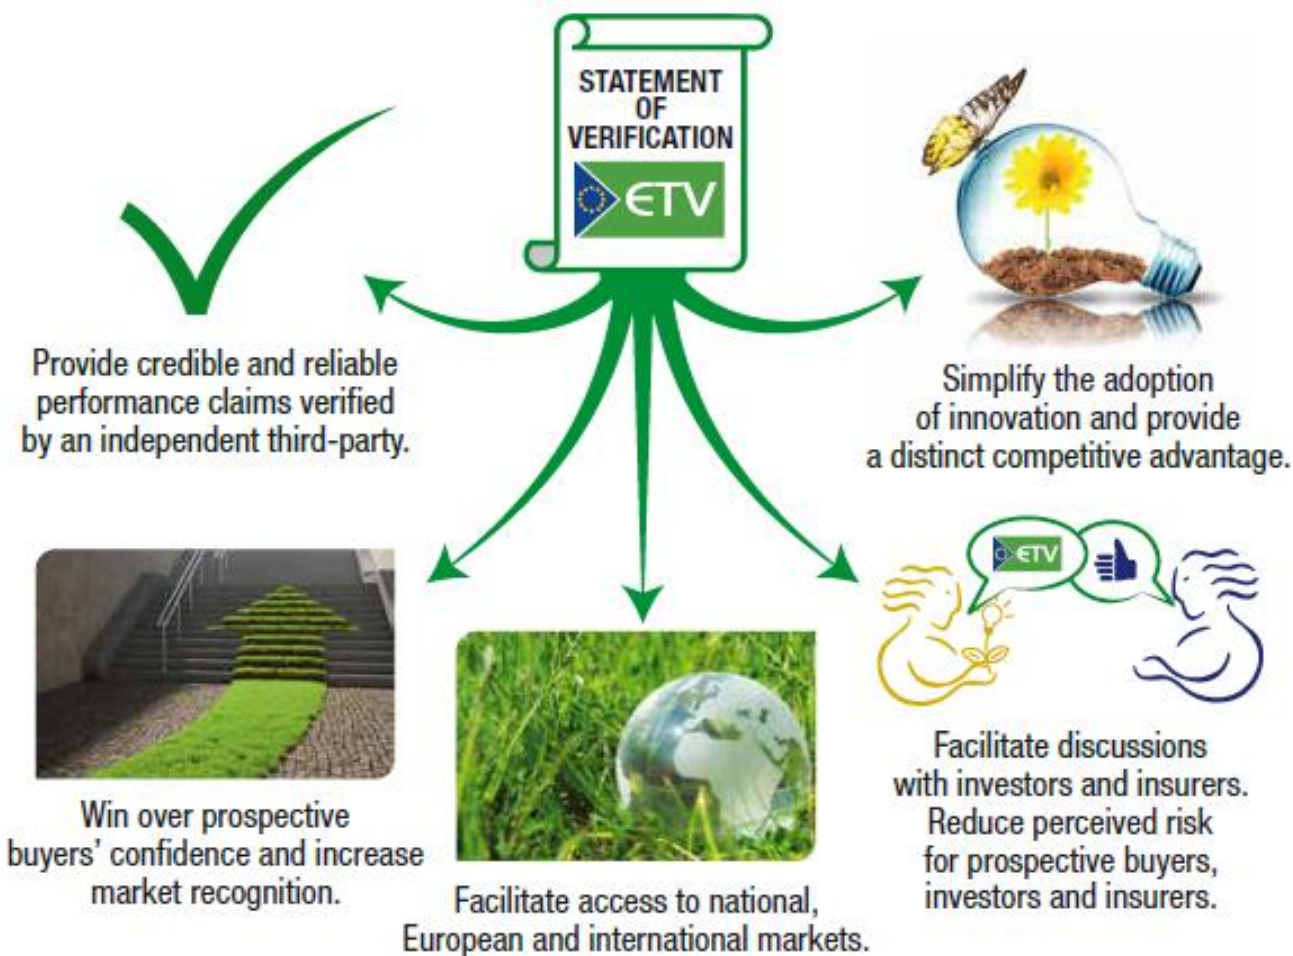 STATEMENT
OF
VERIFICATION
ETV
Provide credible and reliable
performance claims verified
by an independent third-party.
Simplify the adoption
of innovation and provide
a distinct competitive advantage.
Win over prospective
buyers’ confidence and increase
market recognition.
Facilitate access to national,
European and international markets.
ETV
Facilitate discussions
with investors and insurers.
Reduce perceived risk
for prospective buyers,
investors and insurers.